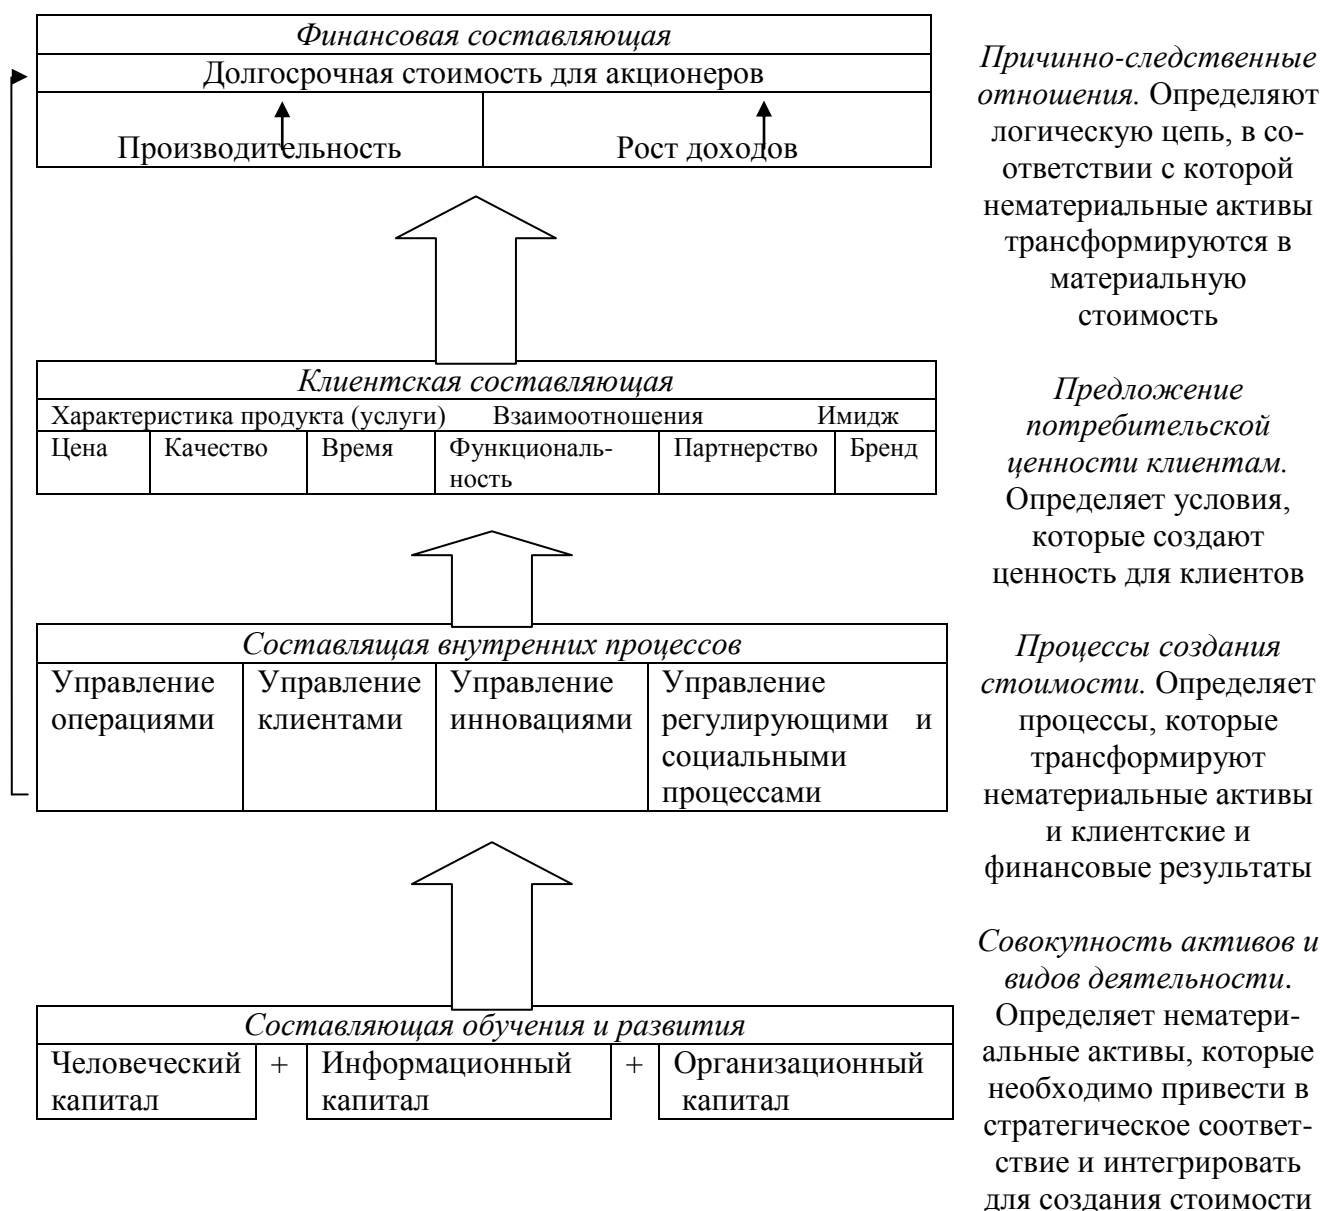 Финансовая составляющая
Долгосрочная стоимость для акционеров
Производительность Рост доходов
Причинно-следственные
отношения. Определяют
логическую цепь, в со-
ответствии с которой
нематериальные активы
трансформируются в
материальную
стоимость
Клиентская составляющая
Характеристика продукта (услуги) Взаимоотношения Имидж
Цена Качество Время Функциональ- Партнерство Бренд
ность
Предложение
потребительской
ценности клиентам.
Определяет условия,
которые создают
ценность для клиентов
Составлящая внутренних процессов
Управление Управление Управление Управление
операциями клиентами инновациями регулирующими и
социальными
процессами
Процессы создания
стоимости. Определяет
процессы, которые
трансформируют
нематериальные активы
и клиентские и
финансовые результаты
Составляющая обучения и развития
Человеческий + Информационный + Организационный
капитал капитал капитал
Совокупность активов и
видов деятельности.
Определяет нематери-
альные активы, которые
необходимо привести в
стратегическое соответ-
ствие и интегрировать
для создания стоимости